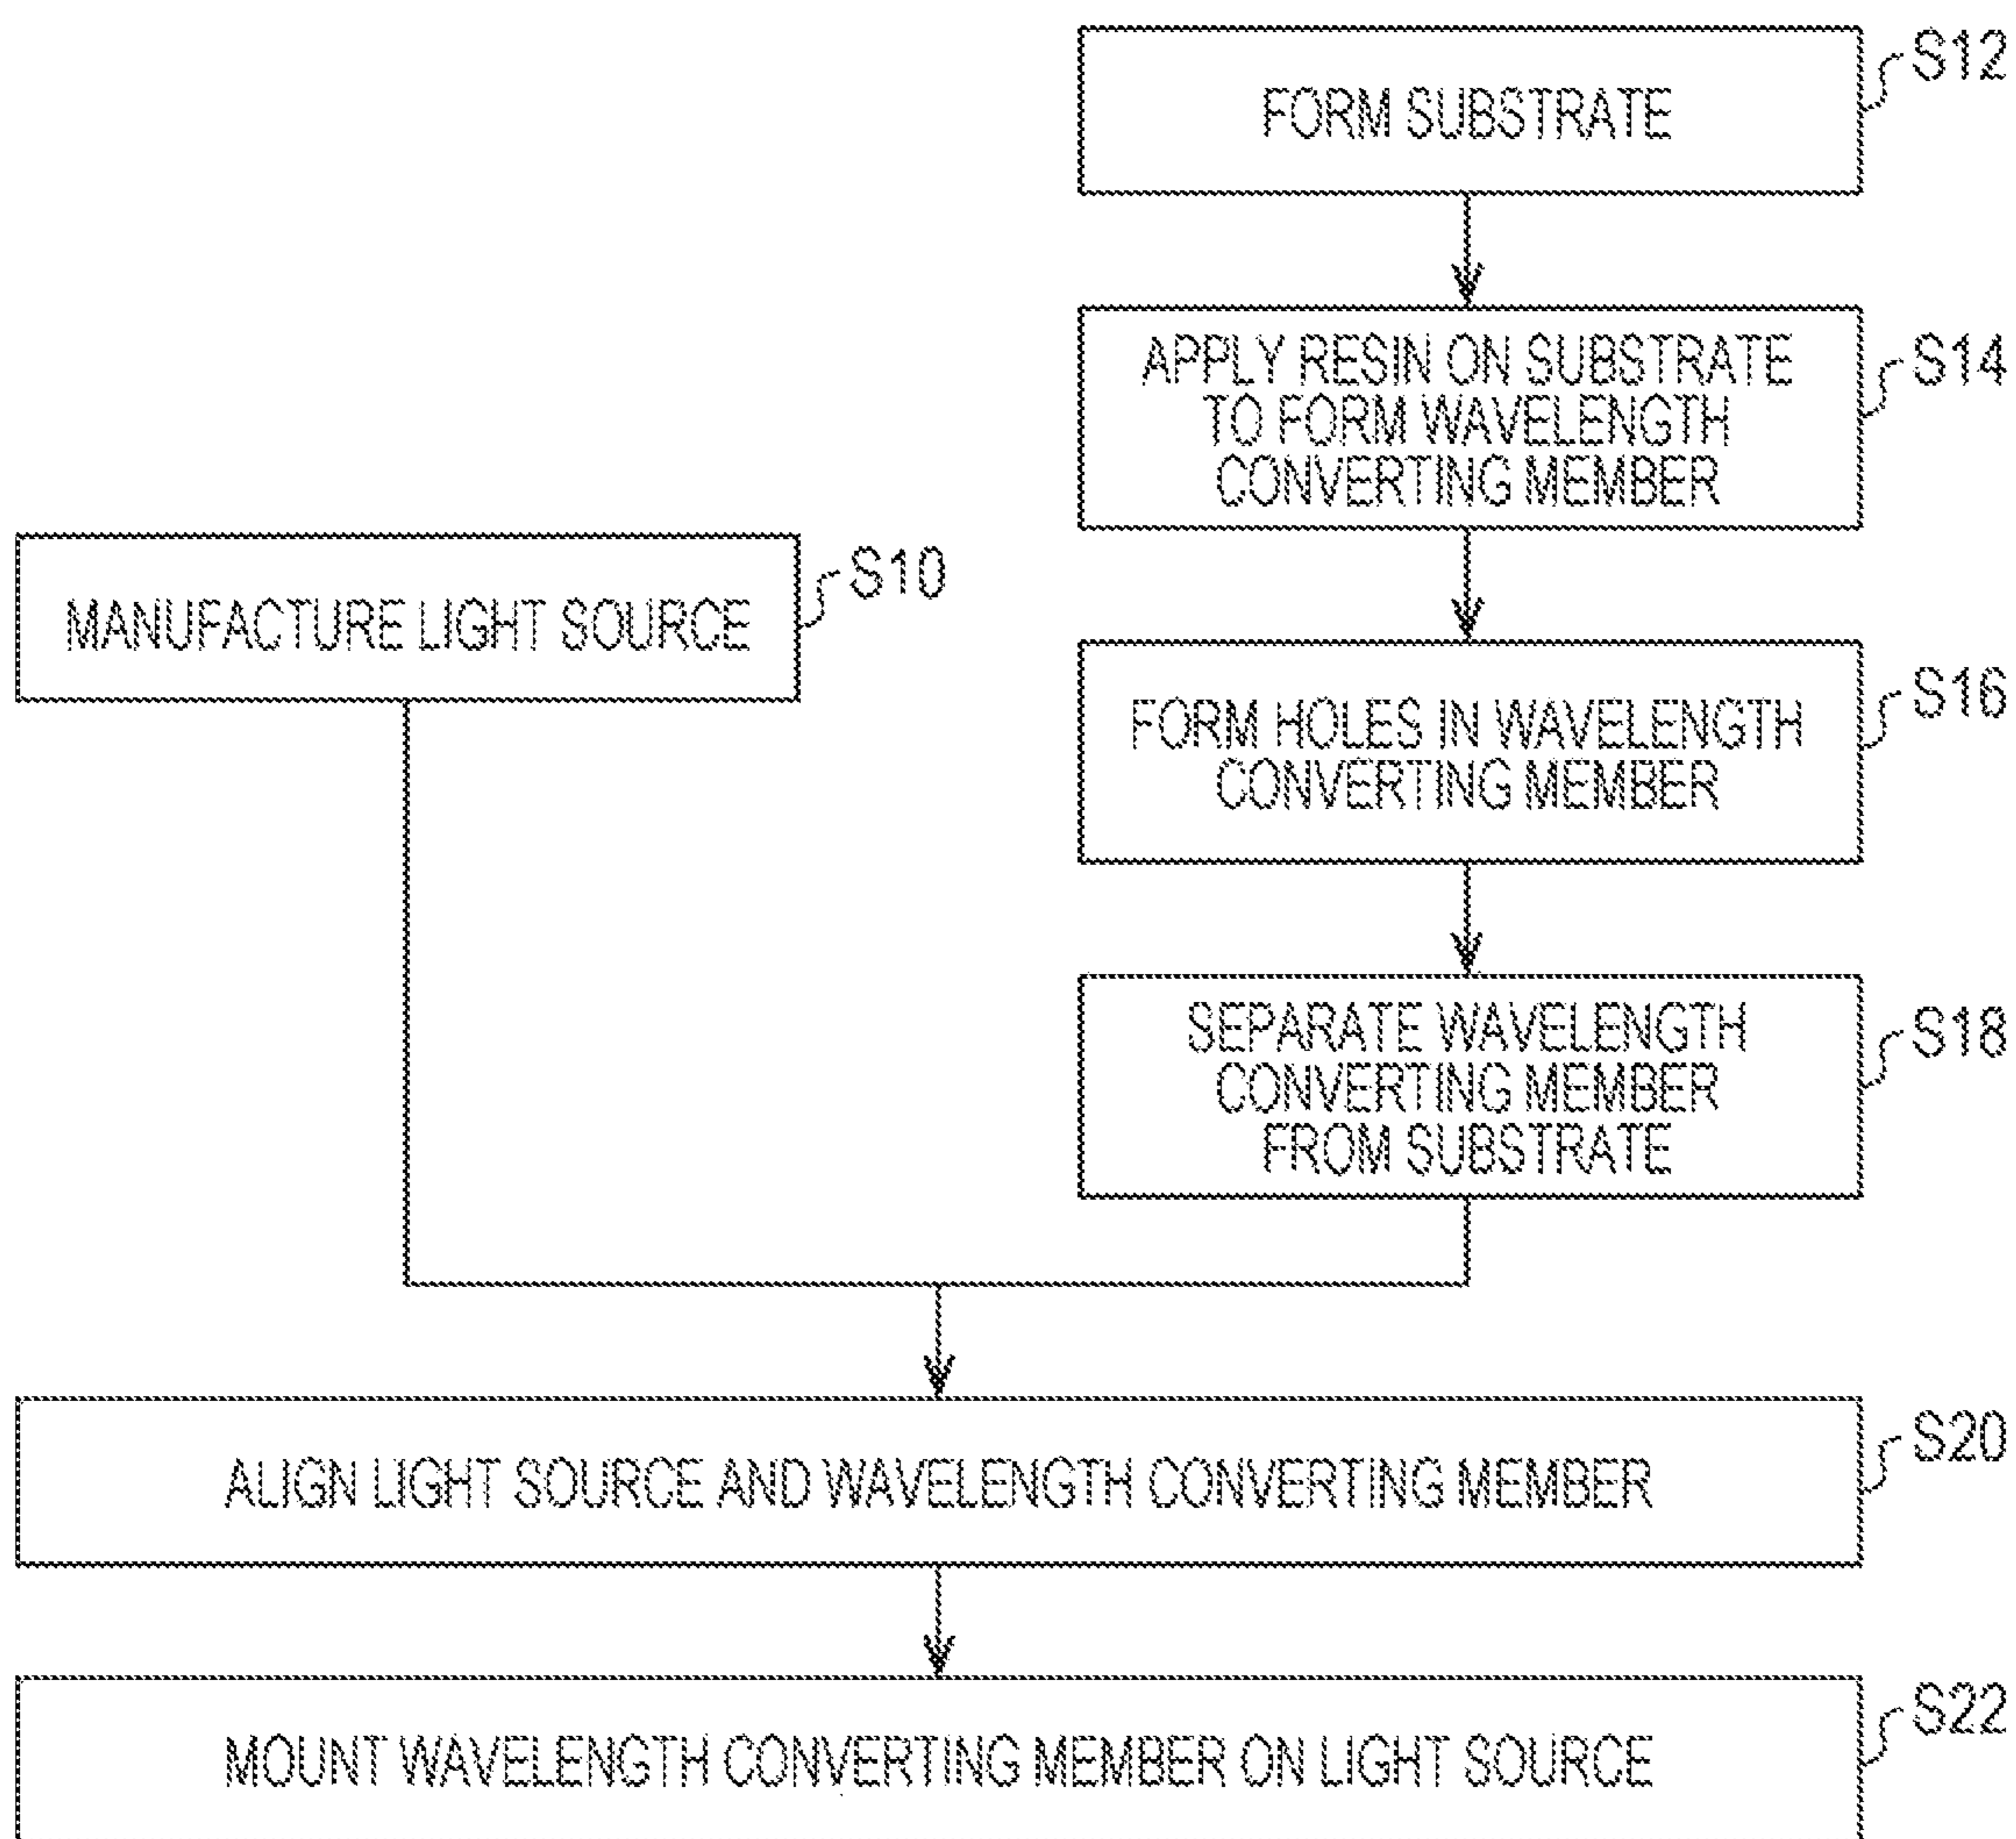 FORM SUBSTRATE
S12
APPLY RESIN ON SUBSTRATE
TO FORM WAVELENGTH
CONVERTING MEMBER
S14
MANUFACTURE LIGHT SOURCE
S10
FORM HOLES IN WAVELENGTH
CONVERTING MEMBER
S16
SEPARATE WAVELENGTH
CONVERTING MEMBER
FROM SUBSTRATE
S18
ALIGN LIGHT SOURCE AND WAVELENGTH CONVERTING MEMBER
S20
MOUNT WAVELENGTH CONVERTING MEMBER ON LIGHT SOURCE
S22